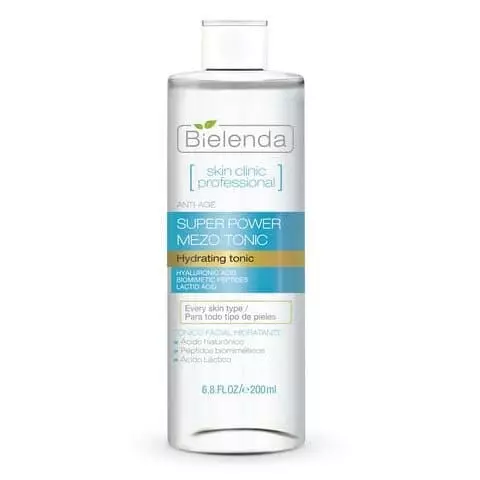 Bielenda
[ skin clinic
professional ]
ANTI-AGE
SUPER POWER
MEZO TONIC
Hydrating tonic
HYALURONIC ACID
BIOMIMETIC PEPTIDES
LACTID ACID
Every skin type /
Para todo tipo de pieles
TÓNICO FACIAL HIDRATANTE
» Ácido hialurónico
» Péptidos biomiméticos
» Ácido Láctico
6.8 FL.OZ/℮200ml